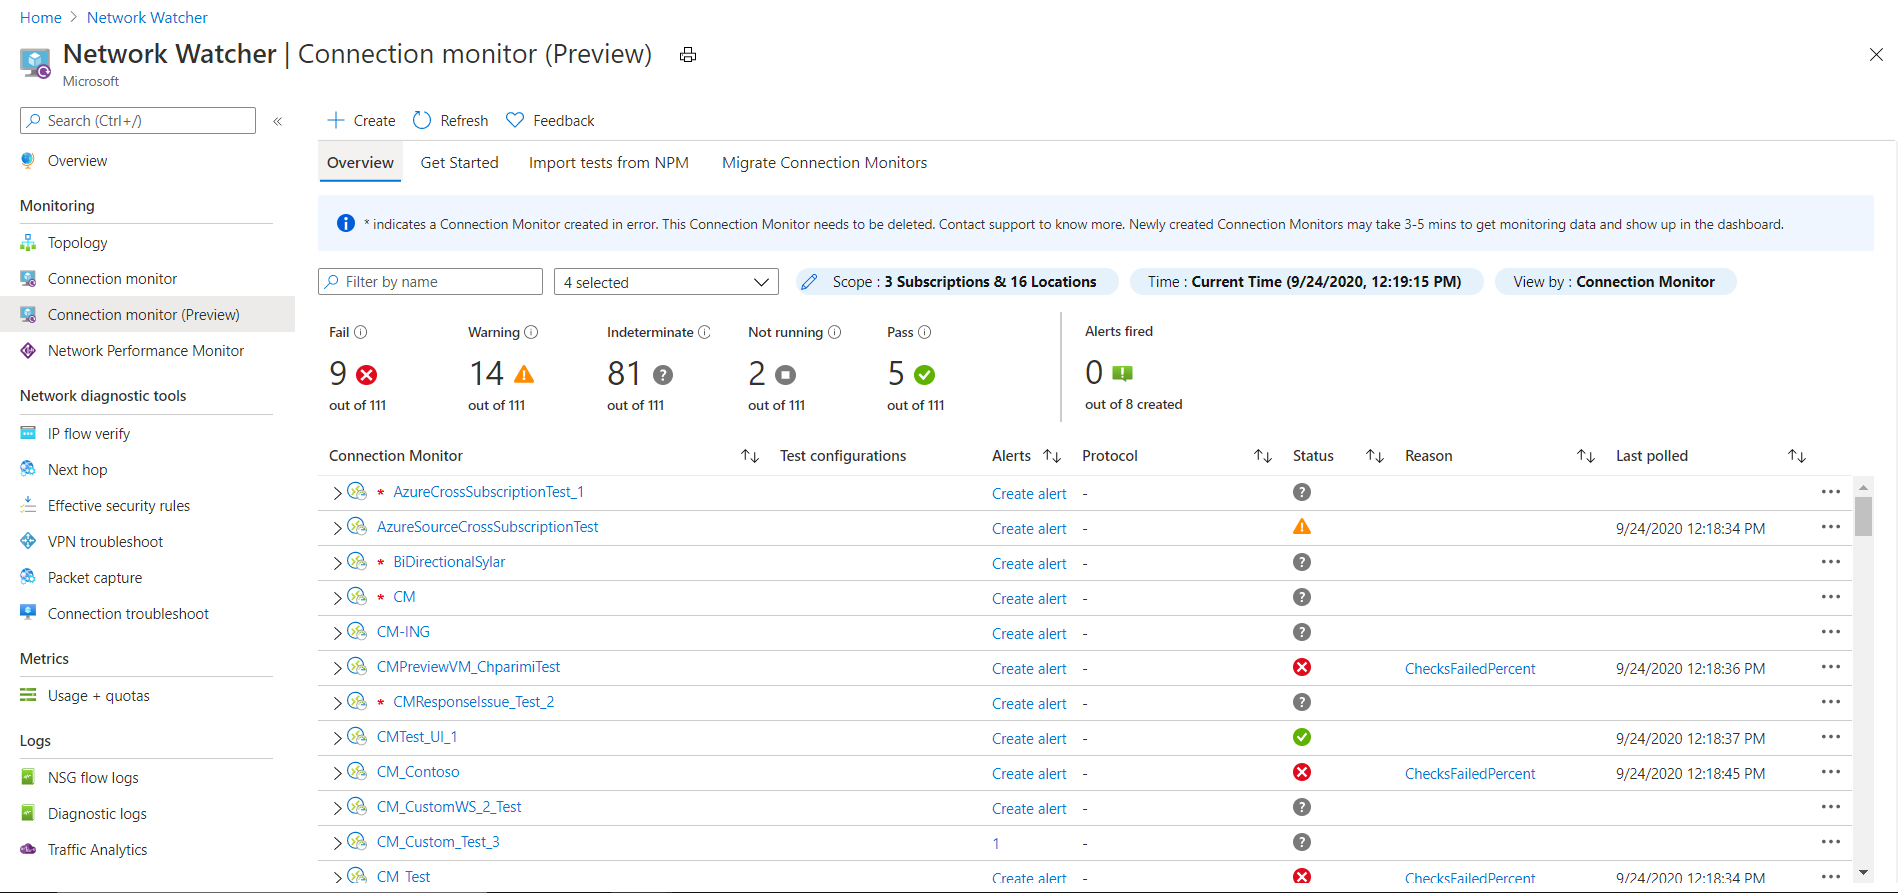 Home > Network Watcher
Network Watcher | Connection monitor (Preview)
Microsoft
Search (Ctrl+/)
«
Overview
Monitoring
Topology
Connection monitor
Connection monitor (Preview)
Network Performance Monitor
Network diagnostic tools
IP flow verify
Next hop
Effective security rules
VPN troubleshoot
Packet capture
Connection troubleshoot
Metrics
Usage + quotas
Logs
NSG flow logs
Diagnostic logs
Traffic Analytics
Create Refresh Feedback
Overview Get Started Import tests from NPM Migrate Connection Monitors
* indicates a Connection Monitor created in error. This Connection Monitor needs to be deleted. Contact support to know more. Newly created Connection Monitors may take 3-5 mins to get monitoring data and show up in the dashboard.
Filter by name 4 selected Scope : 3 Subscriptions & 16 Locations Time : Current Time (9/24/2020, 12:19:15 PM) View by : Connection Monitor
Fail Warning Indeterminate Not running Pass Alerts fired
9 14 81 2 5 0
out of 111 out of 111 out of 111 out of 111 out of 111 out of 8 created
Connection Monitor Test configurations Alerts Protocol Status Reason Last polled
* AzureCrossSubscriptionTest_1 Create alert -
AzureSourceCrossSubscriptionTest Create alert - 9/24/2020 12:18:34 PM
* BiDirectionalSylar Create alert -
* CM Create alert -
CM-ING Create alert -
CMPreviewVM_ChparimiTest Create alert - ChecksFailedPercent 9/24/2020 12:18:36 PM
* CMResponseIssue_Test_2 Create alert -
CMTest_UI_1 Create alert - 9/24/2020 12:18:37 PM
CM_Contoso Create alert - ChecksFailedPercent 9/24/2020 12:18:45 PM
CM_CustomWS_2_Test Create alert -
CM_Custom_Test_3 1 -
CM_Test Create alert - ChecksFailedPercent 9/24/2020 12:18:34 PM